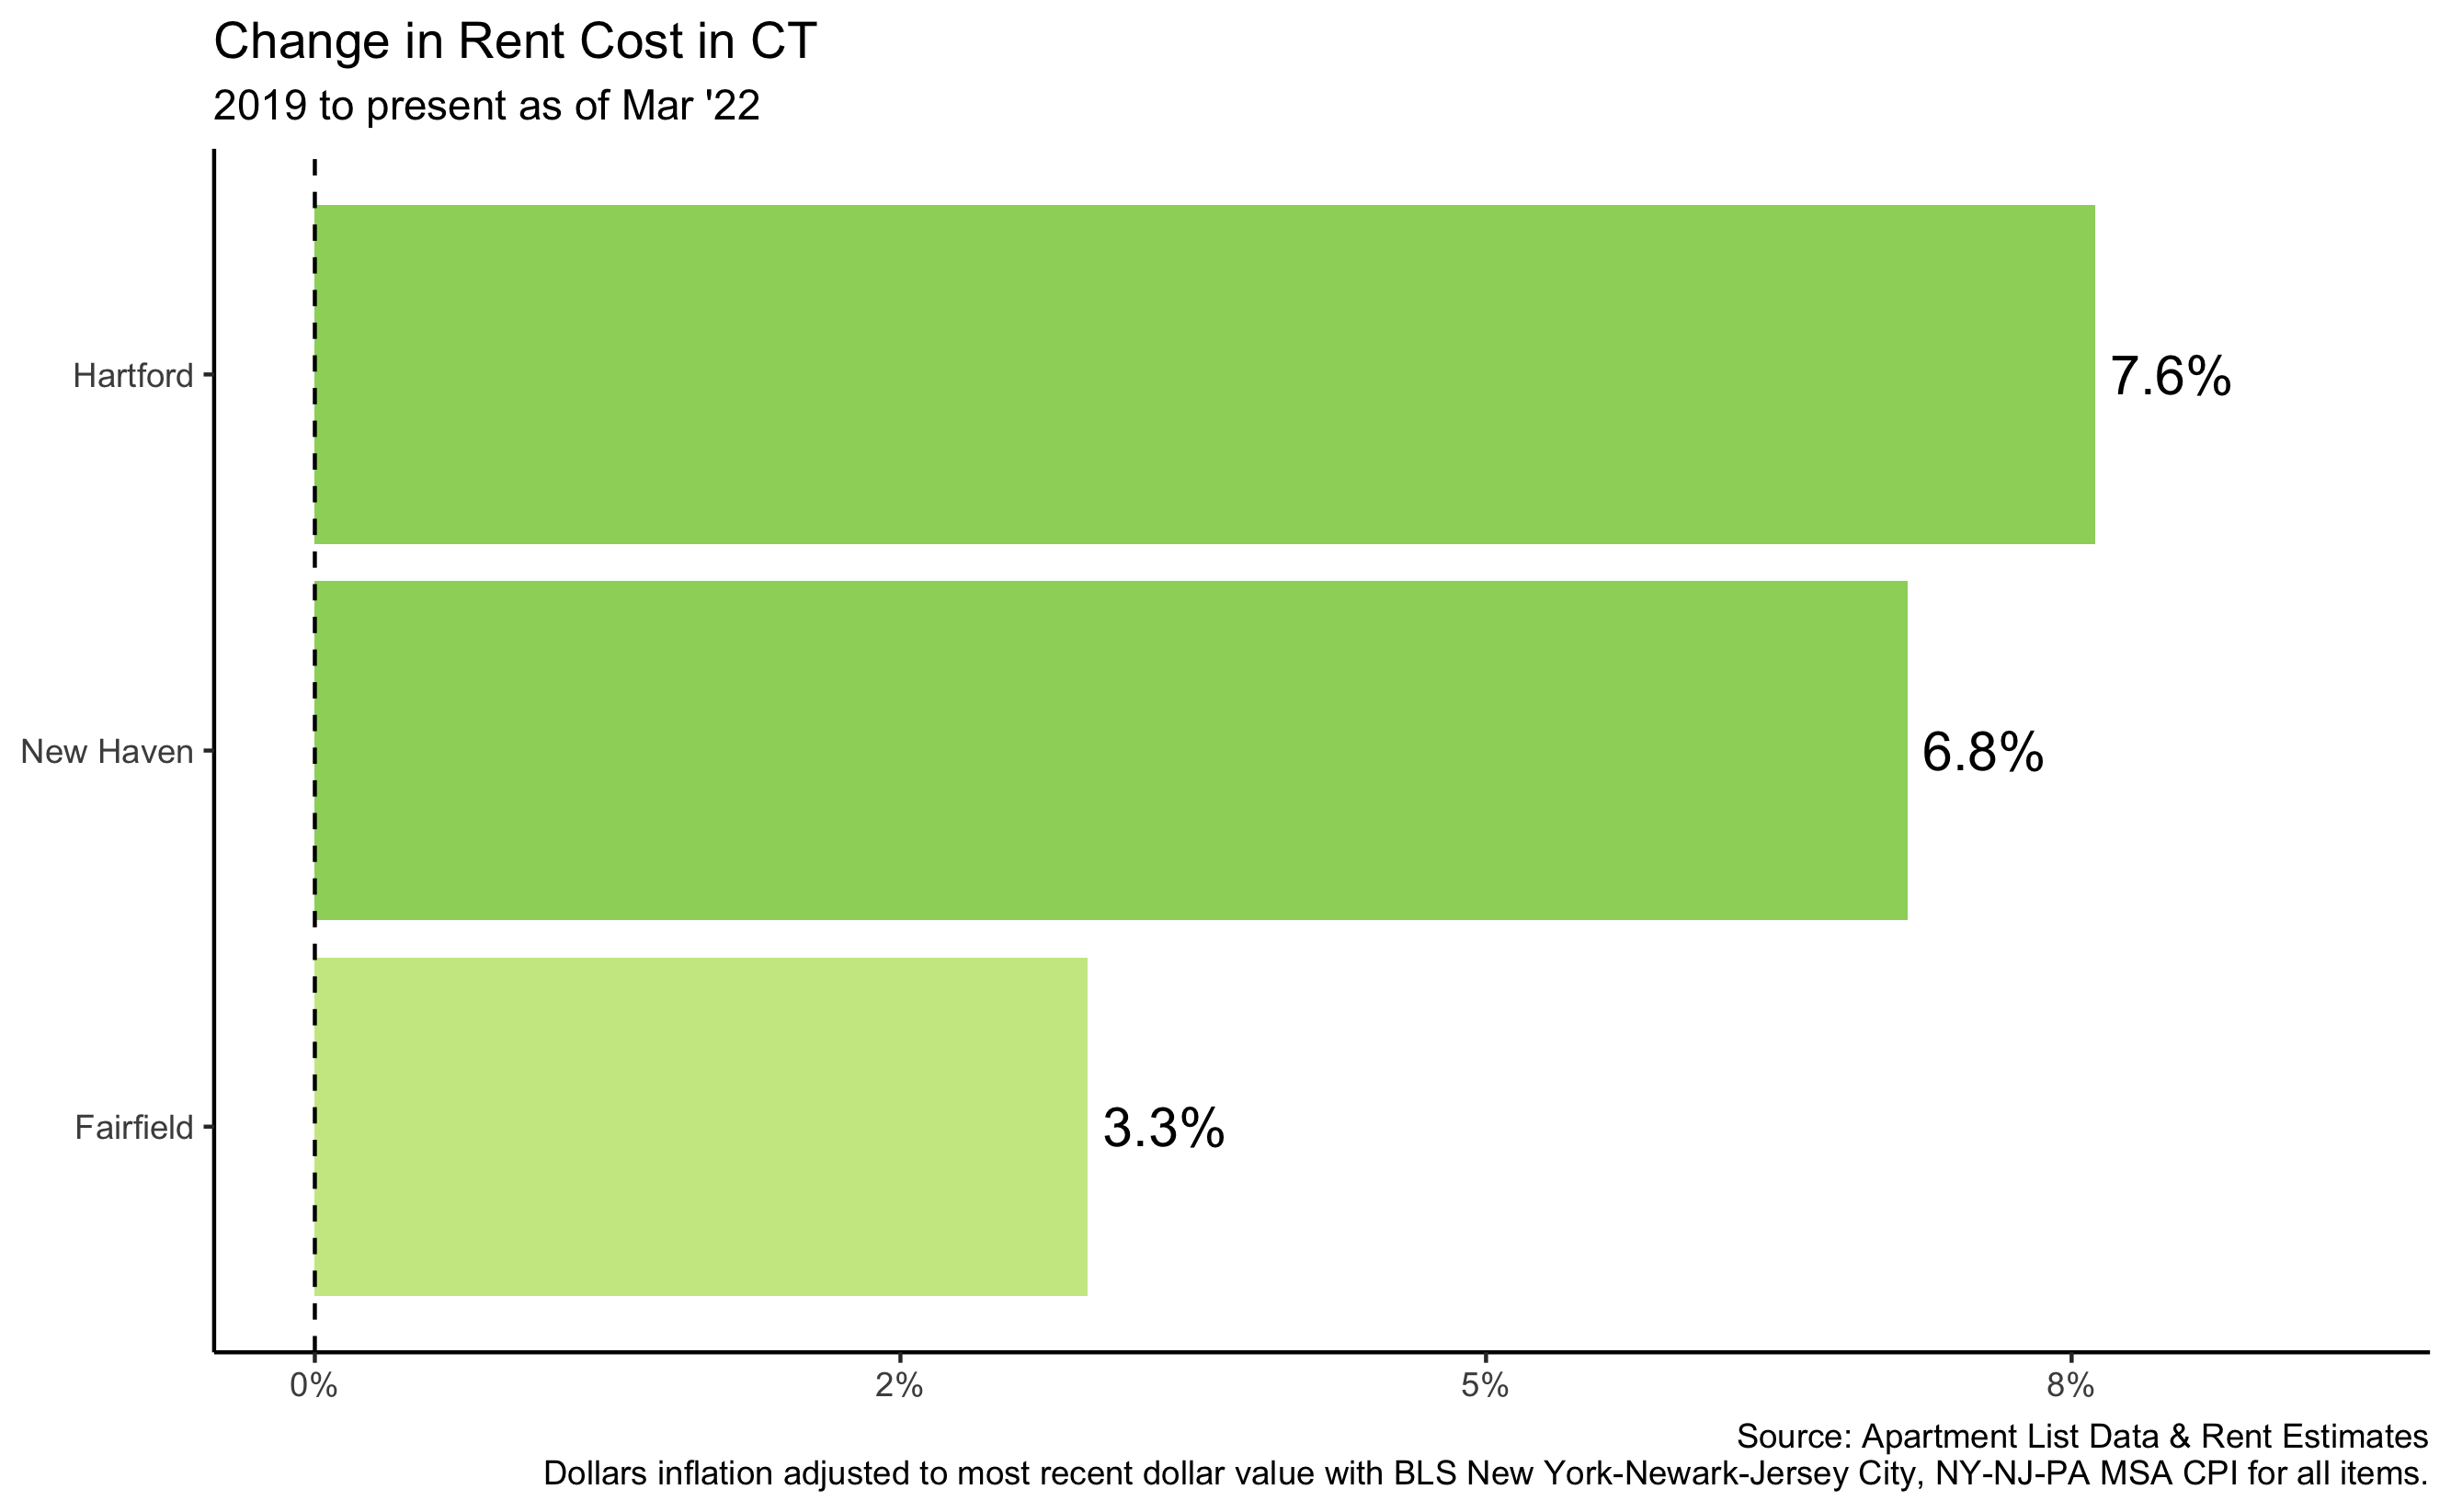 Change in Rent Cost in CT
2019 to present as of Mar '22
Hartford
7.6%
New Haven
6.8%
Fairfield
3.3%
0% 2% 5% 8%
Source: Apartment List Data & Rent Estimates
Dollars inflation adjusted to most recent dollar value with BLS New York-Newark-Jersey City, NY-NJ-PA MSA CPI for all items.